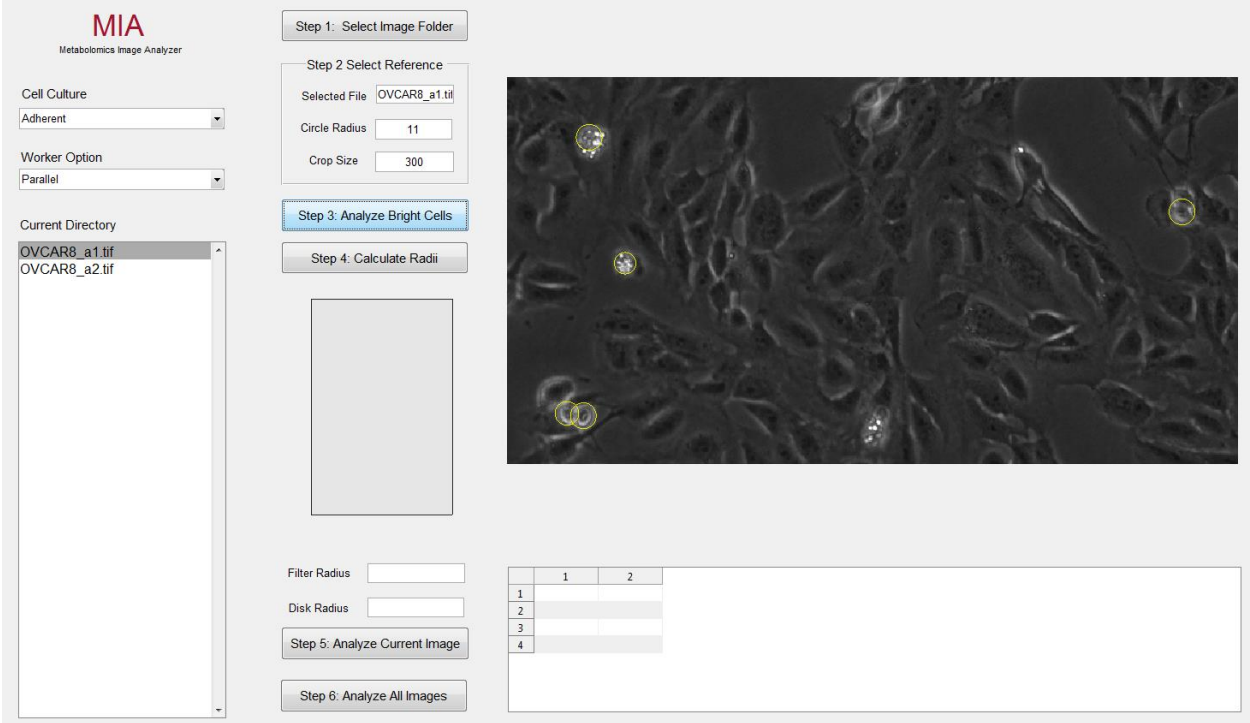 MIA
Metabolomics Image Analyzer
Cell Culture
Adherent
Worker Option
Parallel
Current Directory
OVCAR8_a1.tif
OVCAR8_a2.tif
Step 1: Select Image Folder
Step 2 Select Reference
Selected File OVCAR8_a1.tif
Circle Radius 11
Crop Size 300
Step 3: Analyze Bright Cells
Step 4: Calculate Radii
Filter Radius
Disk Radius
Step 5: Analyze Current Image
Step 6: Analyze All Images
1 2
1
2
3
4